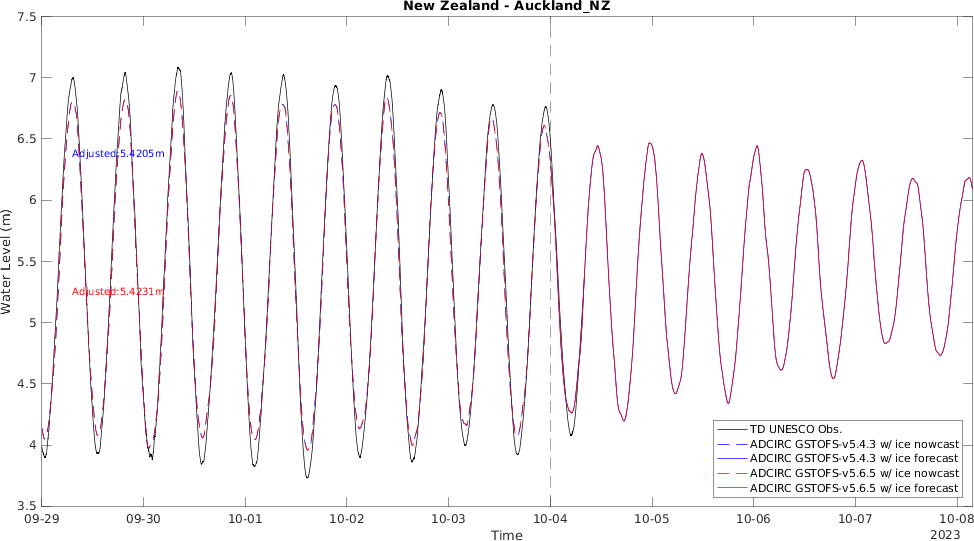 New Zealand - Auckland_NZ
7.5
7
6.5
6
5.5
5
4.5
4
3.5
Water Level (m)
Adjusted:5.4205m
Adjusted:5.4231m
TD UNESCO Obs.
ADCIRC GSTOFS-v5.4.3 w/ ice nowcast
ADCIRC GSTOFS-v5.4.3 w/ ice forecast
ADCIRC GSTOFS-v5.6.5 w/ ice nowcast
ADCIRC GSTOFS-v5.6.5 w/ ice forecast
09-29 09-30 10-01 10-02 10-03 10-04 10-05 10-06 10-07 10-08
Time
2023